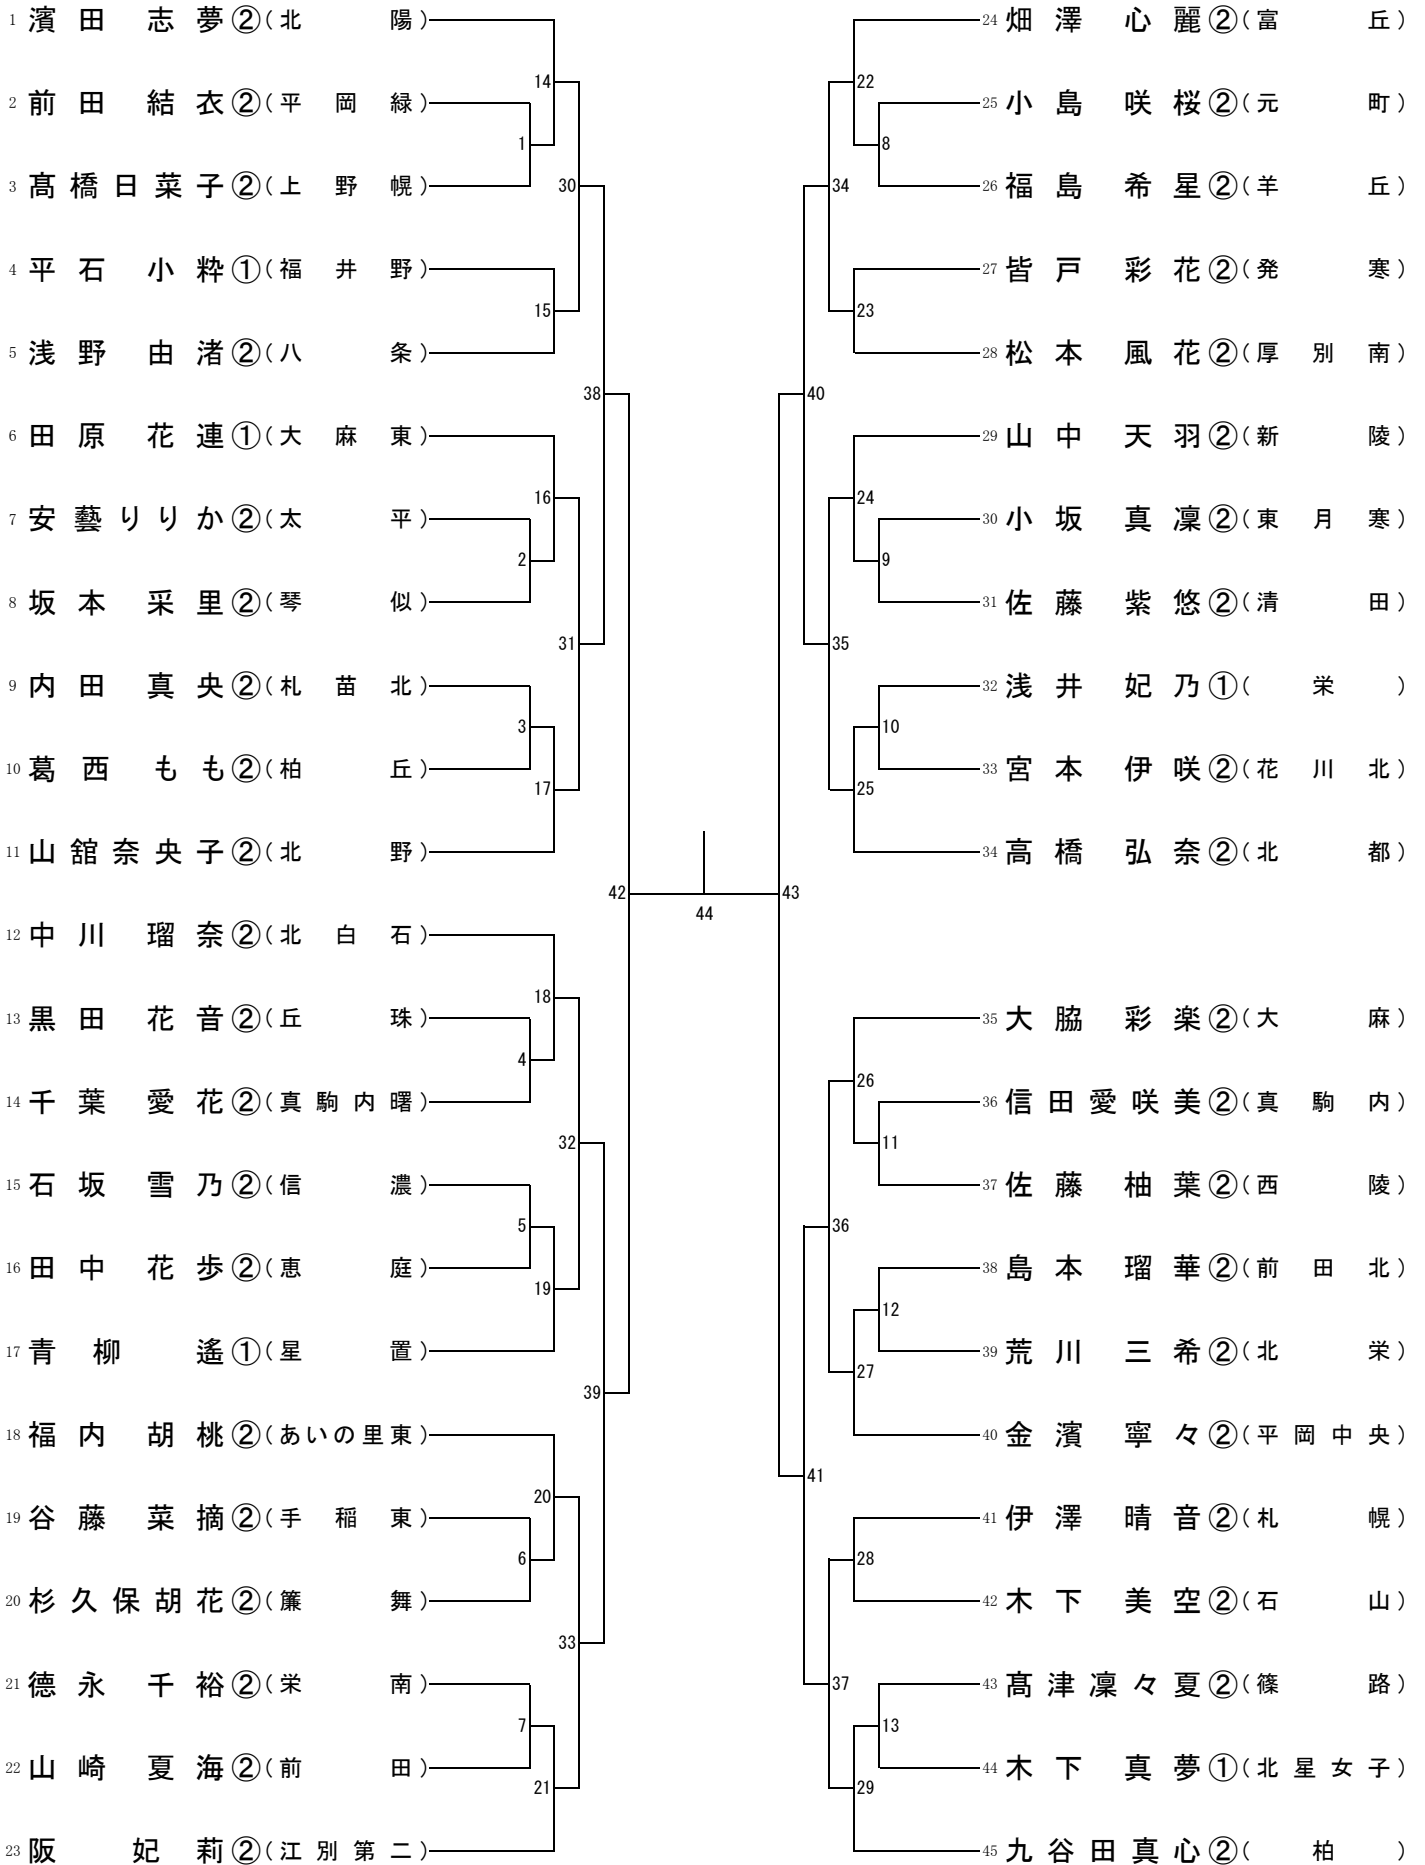 1 濱田 志夢②(北陽)
14
2 前田 結衣②(平岡緑)
1
3 髙橋日菜子②(上野幌)
30
4 平石 小粋①(福井野)
15
5 浅野 由渚②(八条)
38
6 田原 花連①(大麻東)
16
7 安藝りりか②(太平)
2
8 坂本 采里②(琴似)
31
9 内田 真央②(札苗北)
3
10 葛西 もも②(柏丘)
17
11 山舘奈央子②(北野)
42
12 中川 瑠奈②(北白石)
18
13 黒田 花音②(丘珠)
4
14 千葉 愛花②(真駒内曙)
32
15 石坂 雪乃②(信濃)
5
16 田中 花歩②(恵庭)
19
17 青柳 遙①(星置)
39
18 福内 胡桃②(あいの里東)
20
19 谷藤 菜摘②(手稲東)
6
20 杉久保胡花②(簾舞)
33
21 德永 千裕②(栄南)
7
22 山崎 夏海②(前田)
21
23 阪 妃莉②(江別第二)
44
24 畑澤 心麗②(富丘)
22
25 小島 咲桜②(元町)
8
26 福島 希星②(羊丘)
34
27 皆戸 彩花②(発寒)
23
28 松本 風花②(厚別南)
40
29 山中 天羽②(新陵)
24
30 小坂 真凜②(東月寒)
9
31 佐藤 紫悠②(清田)
35
32 浅井 妃乃①(栄)
10
33 宮本 伊咲②(花川北)
25
34 高橋 弘奈②(北都)
43
35 大脇 彩楽②(大麻)
26
36 信田愛咲美②(真駒内)
11
37 佐藤 柚葉②(西陵)
36
38 島本 瑠華②(前田北)
12
39 荒川 三希②(北栄)
27
40 金濱 寧々②(平岡中央)
41
41 伊澤 晴音②(札幌)
28
42 木下 美空②(石山)
37
43 髙津凜々夏②(篠路)
13
44 木下 真夢①(北星女子)
29
45 九谷田真心②(柏)